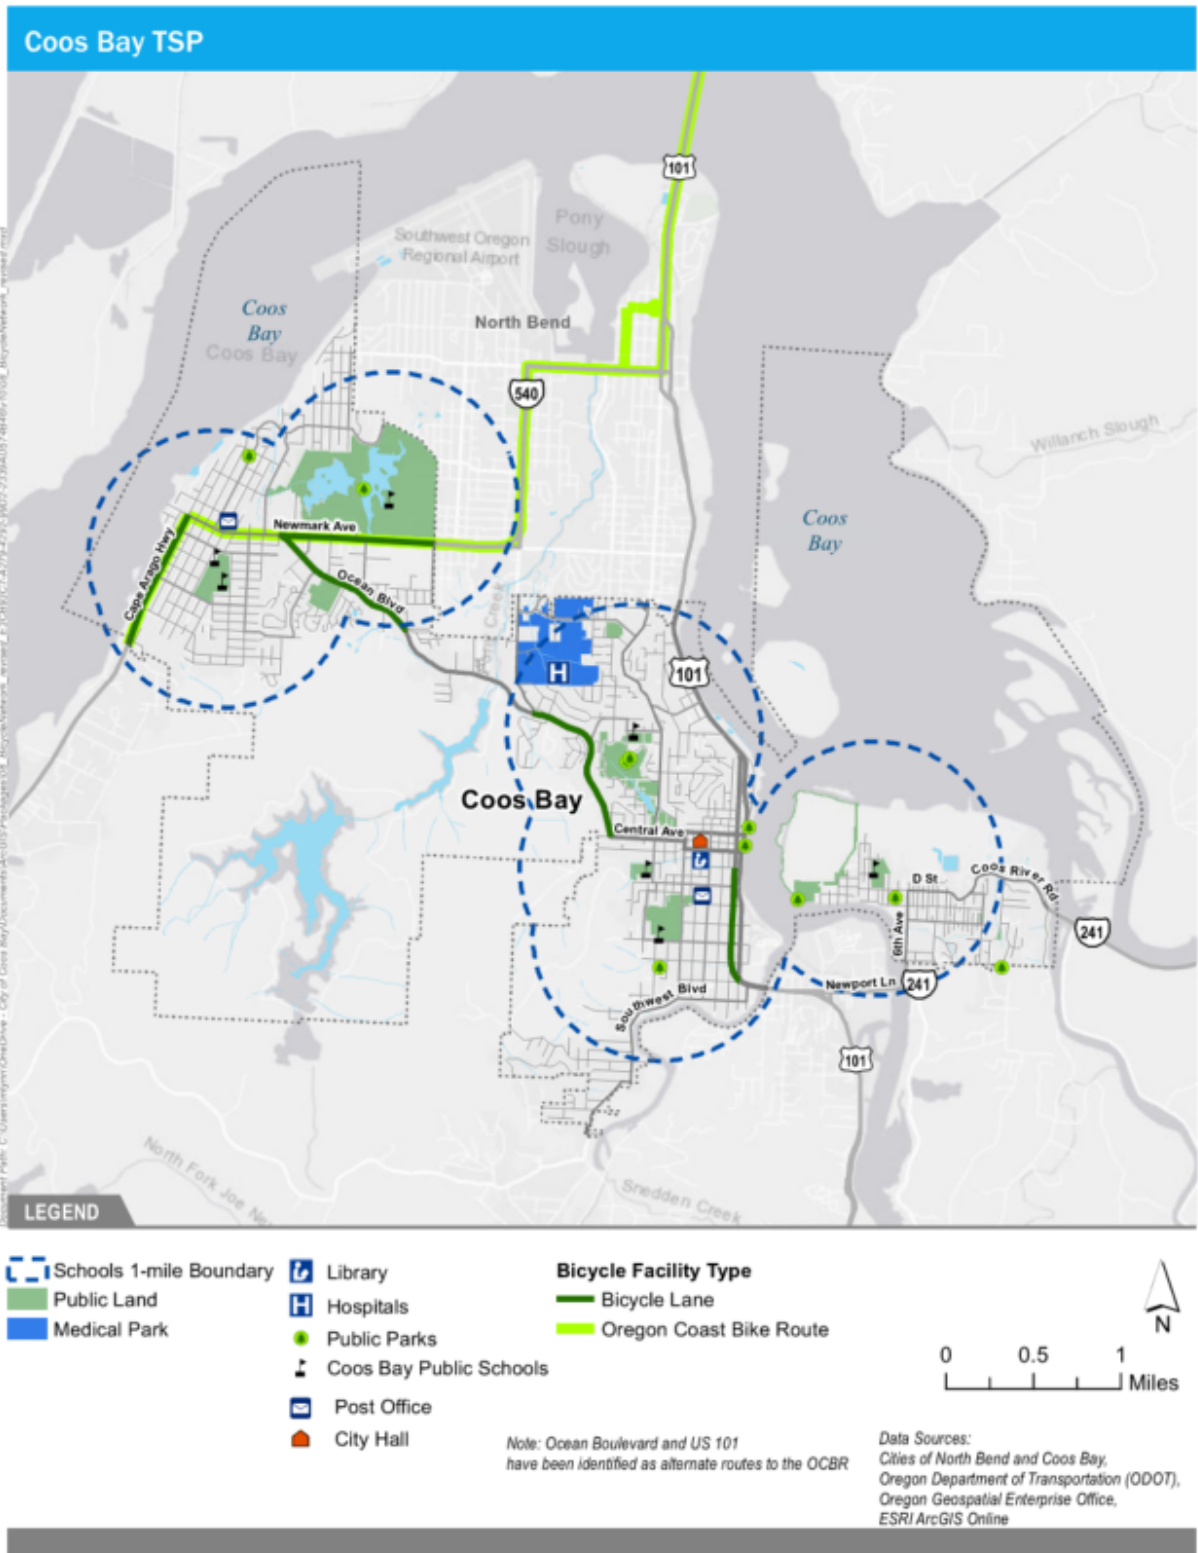 Coos Bay TSP
101
Pony
Slough
Southwest Oregon
Regional Airport
Coos
Bay
Coos Bay
North Bend
540
Willanch Slough
Coos
Bay
Newmark Ave
Cape Arago Hwy
Ocean Blvd
Creek
H
101
Coos Bay
Central Ave
D St
Coos River Rd
6th Ave
241
Newport Ln
241
Southwest Blvd
101
North Fork Joe
Snedden Creek
LEGEND
Schools 1-mile Boundary
Public Land
Medical Park
Library
H Hospitals
Public Parks
Coos Bay Public Schools
Post Office
City Hall
Bicycle Facility Type
Bicycle Lane
Oregon Coast Bike Route
N
0 0.5 1
Miles
Note: Ocean Boulevard and US 101
have been identified as alternate routes to the OCBR
Data Sources:
Cities of North Bend and Coos Bay,
Oregon Department of Transportation (ODOT),
Oregon Geospatial Enterprise Office,
ESRI ArcGIS Online